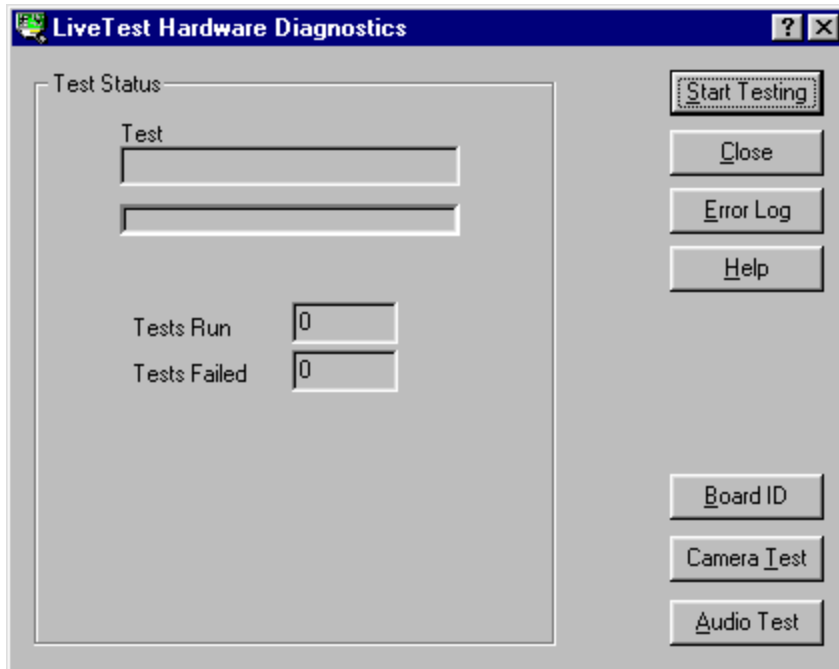 LiveTest Hardware Diagnostics
Test Status
Test
Tests Run 0
Tests Failed 0
Start Testing
Close
Error Log
Help
Board ID
Camera Test
Audio Test